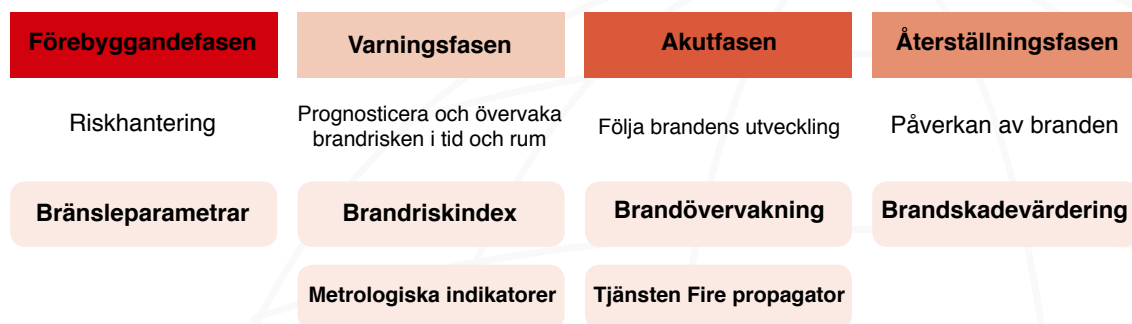 Förebyggandefasen
Riskhantering
Bränsleparametrar
Varningsfasen
Prognosticera och övervaka
brandrisken i tid och rum
Brandriskindex
Metrologiska indikatorer
Akutfasen
Följa brandens utveckling
Brandövervakning
Tjänsten Fire propagator
Återställningsfasen
Påverkan av branden
Brandskadevärdering